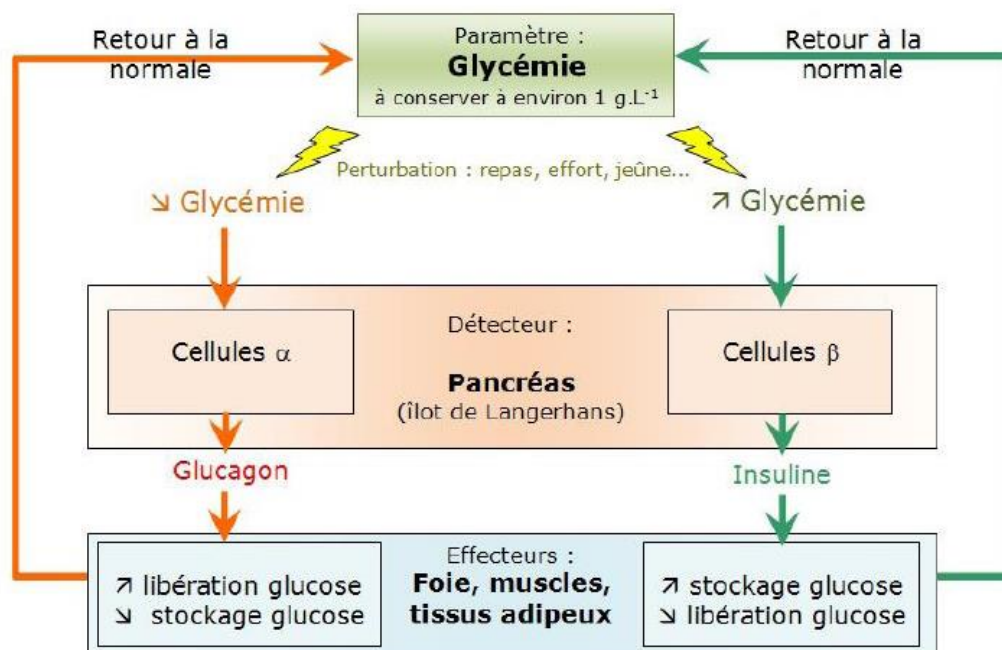 Retour à la
normale
Paramètre :
Glycémie
à conserver à environ 1 g.L⁻¹
Retour à la
normale
Perturbation : repas, effort, jeûne...
↘ Glycémie
↗ Glycémie
Détecteur :
Pancréas
(îlot de Langerhans)
Cellules α
Cellules β
Glucagon
Insuline
Effecteurs :
Foie, muscles,
tissus adipeux
↗ libération glucose
↘ stockage glucose
↗ stockage glucose
↘ libération glucose